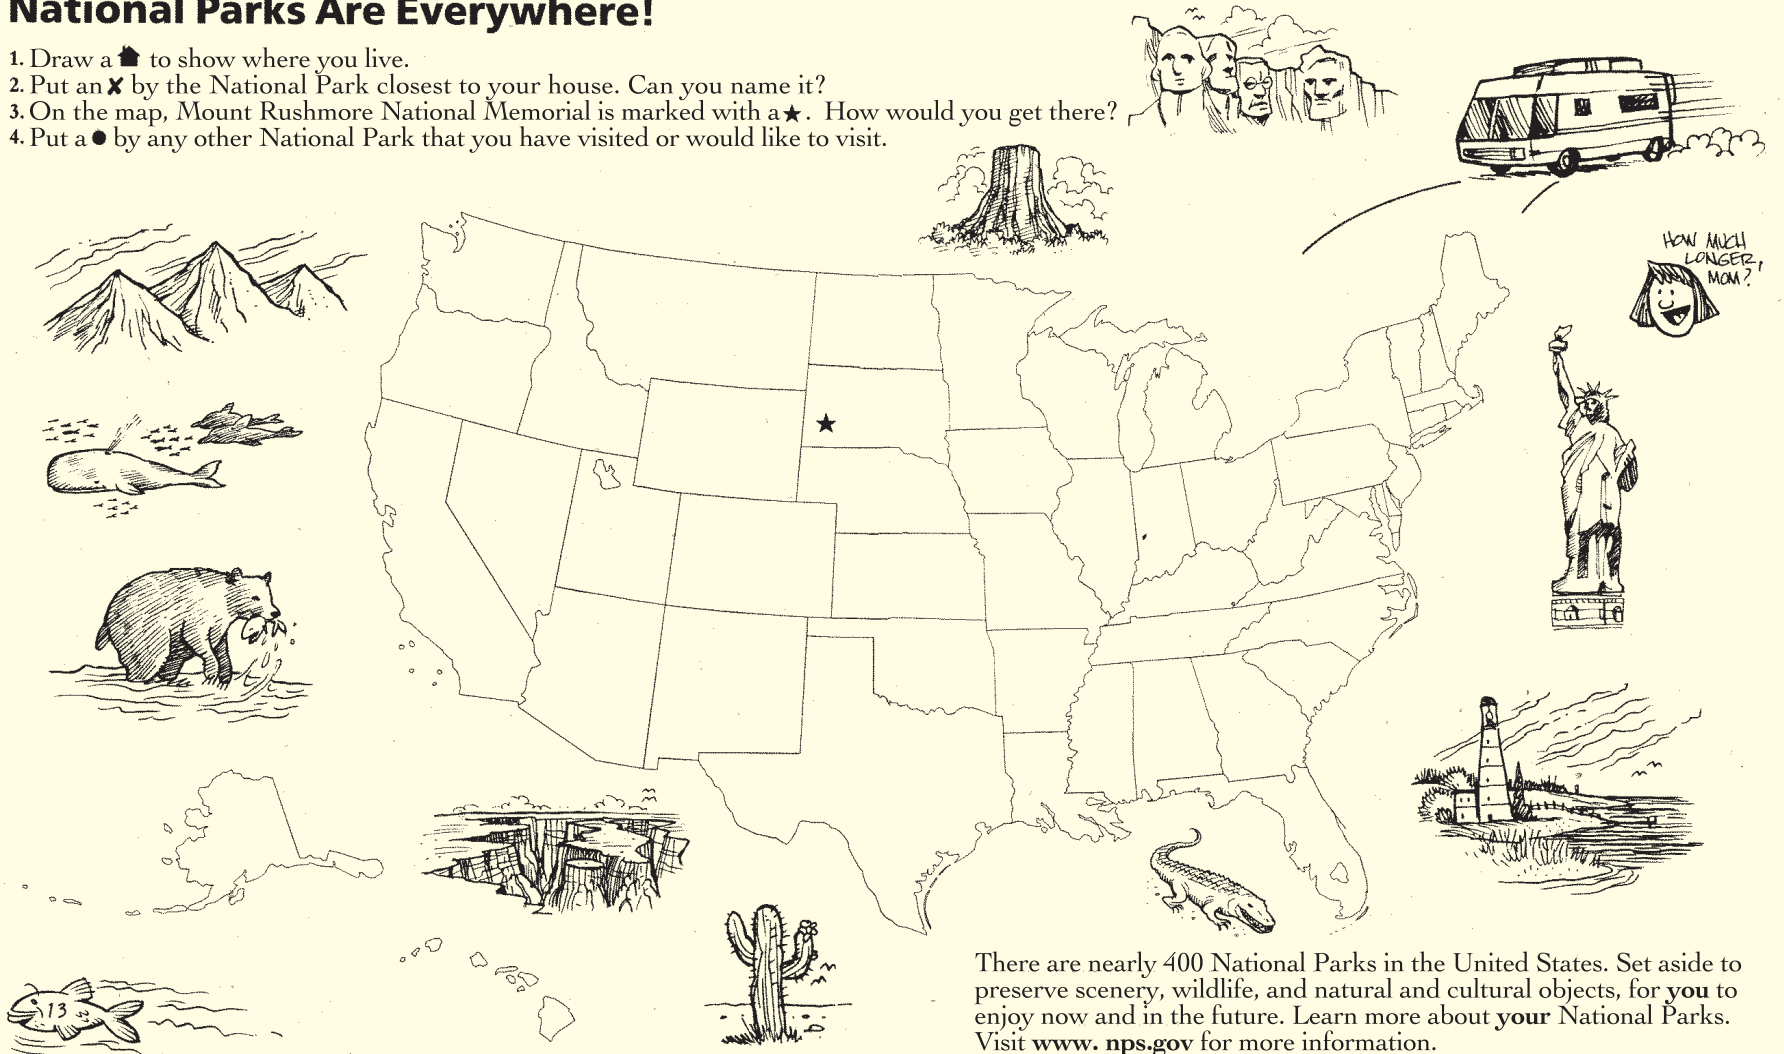 National Parks Are Everywhere!
1. Draw a to show where you live.
2. Put an ✘ by the National Park closest to your house. Can you name it?
3. On the map, Mount Rushmore National Memorial is marked with a ★. How would you get there?
4. Put a ● by any other National Park that you have visited or would like to visit.
HOW MUCH
LONGER,
MOM?
There are nearly 400 National Parks in the United States. Set aside to
preserve scenery, wildlife, and natural and cultural objects, for you to
enjoy now and in the future. Learn more about your National Parks.
Visit www. nps.gov for more information.
13